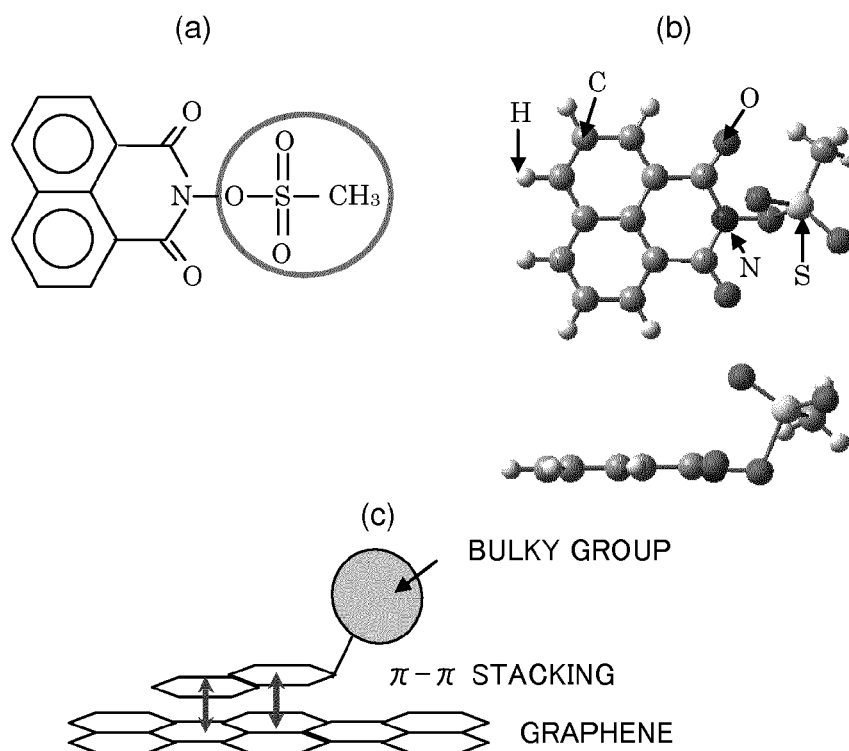 (a)
O
O
N
O
S
CH3
O
O
(b)
C
O
H
N
S
(c)
BULKY GROUP
π-π STACKING
GRAPHENE